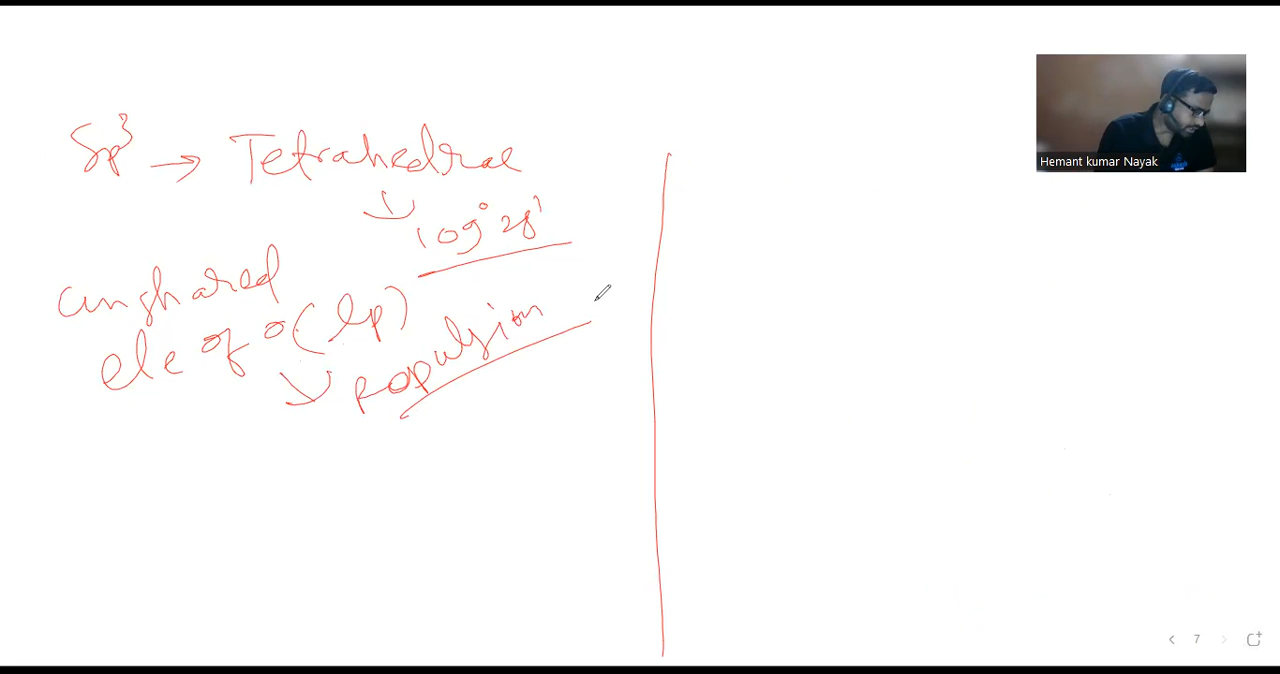 Sp³ → Tetrahedral
109° 28'
unshared
ele of o (lp)
repulsion
Hemant kumar Nayak
7